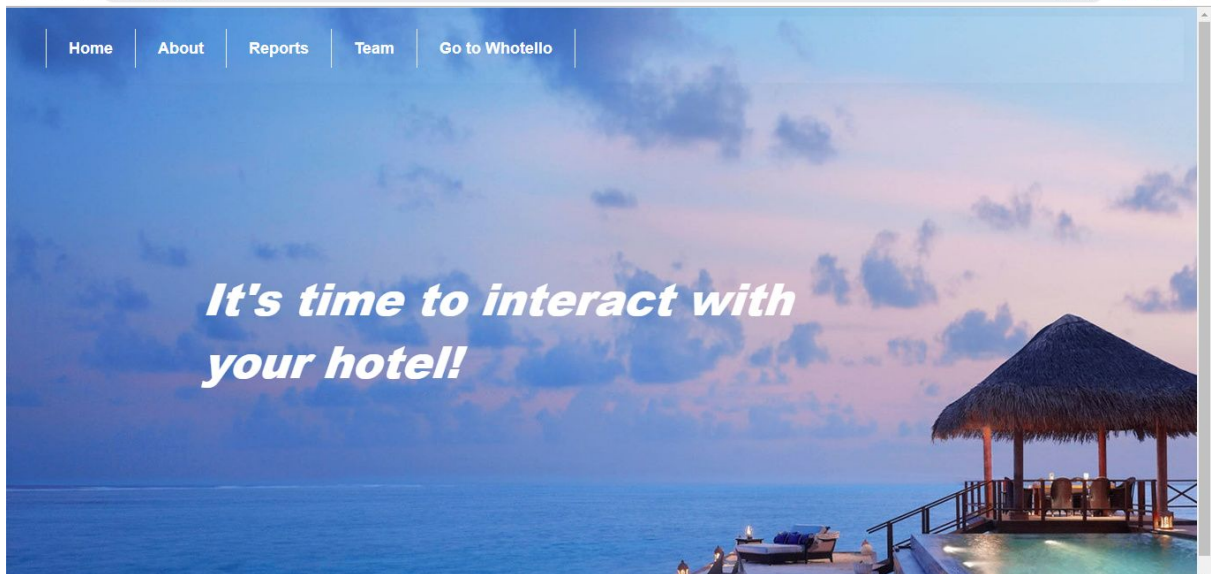 Home
About
Reports
Team
Go to Whotello
It's time to interact with
your hotel!